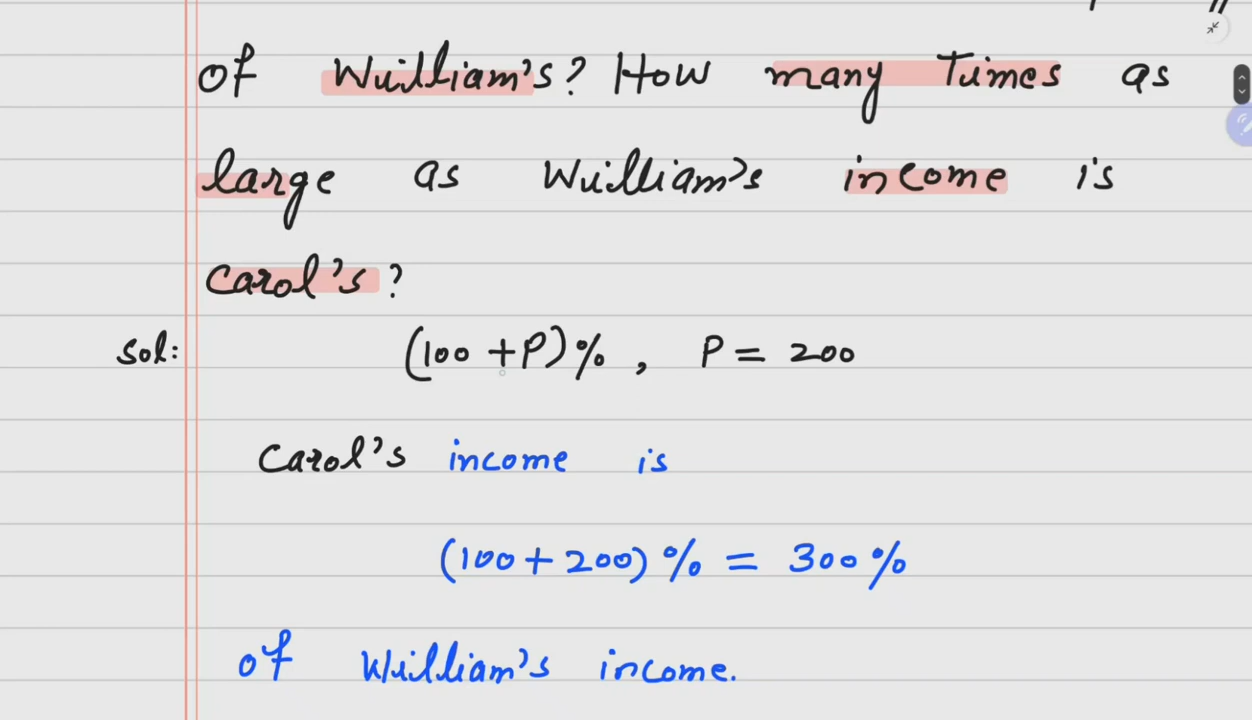 of William's? How many Times as
large as William's income is
Carol's?
Sol: (100 + P)%, P = 200
Carol's income is
(100 + 200)% = 300%
of William's income.